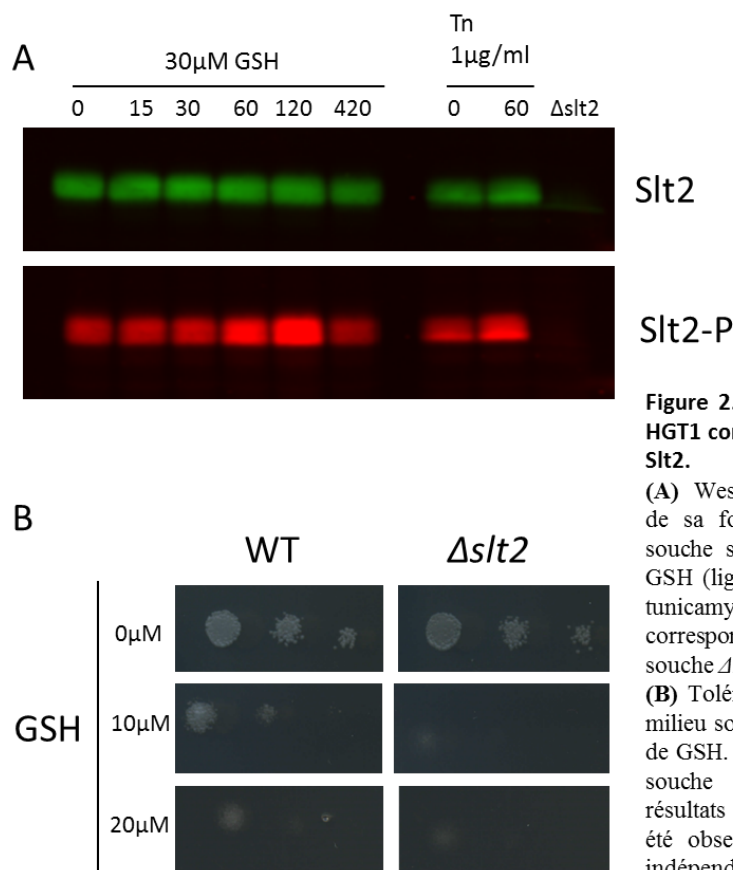 A
30µM GSH
Tn
1µg/ml
0 15 30 60 120 420 0 60 Δslt2
Slt2
Slt2-P
Figure 2.
HGT1 con
Slt2.
(A) Wes
de sa fo
souche s
GSH (lig
tunicamy
correspon
souche Δ
(B) Tolé
milieu so
de GSH.
souche
résultats
été obse
indépend
B
WT Δslt2
GSH
0µM
10µM
20µM